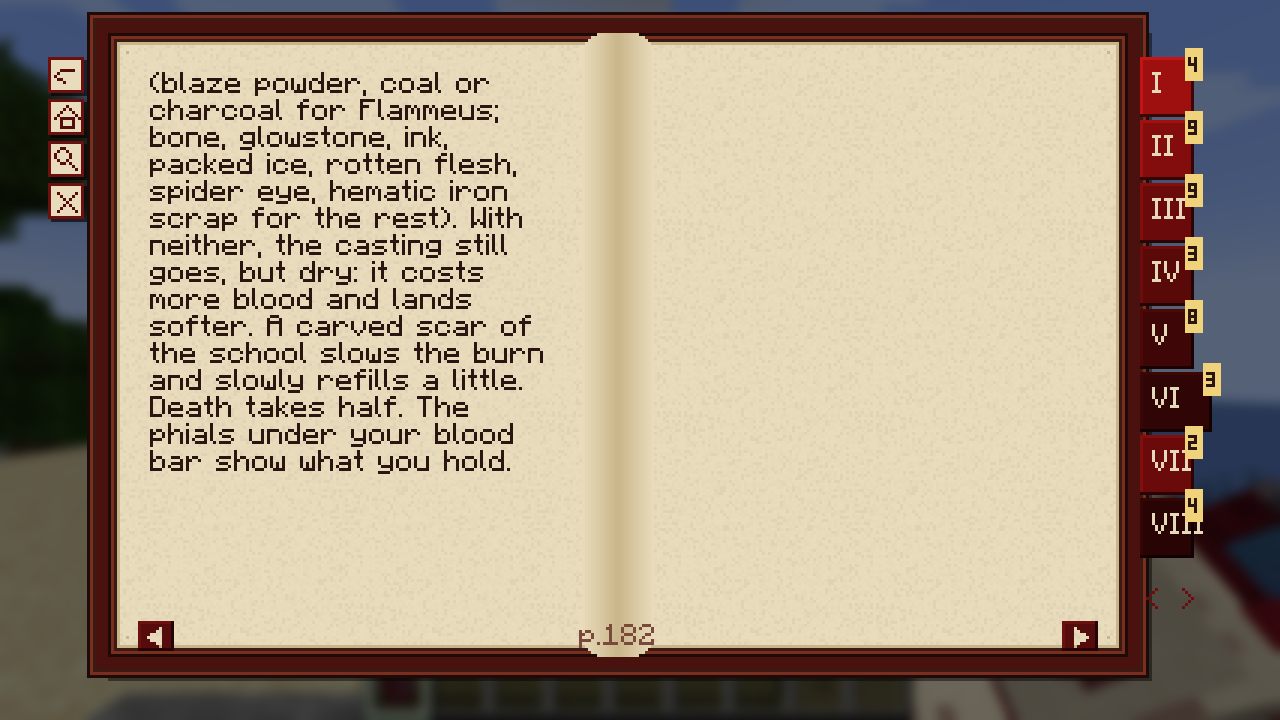 (blaze powder, coal or
charcoal for Flammeus;
bone, glowstone, ink,
packed ice, rotten flesh,
spider eye, hematic iron
scrap for the rest). With
neither, the casting still
goes, but dry: it costs
more blood and lands
softer. A carved scar of
the school slows the burn
and slowly refills a little.
Death takes half. The
phials under your blood
bar show what you hold.
p.182
I
4
II
9
III
9
IV
3
V
8
VI
3
VII
2
VIII
4